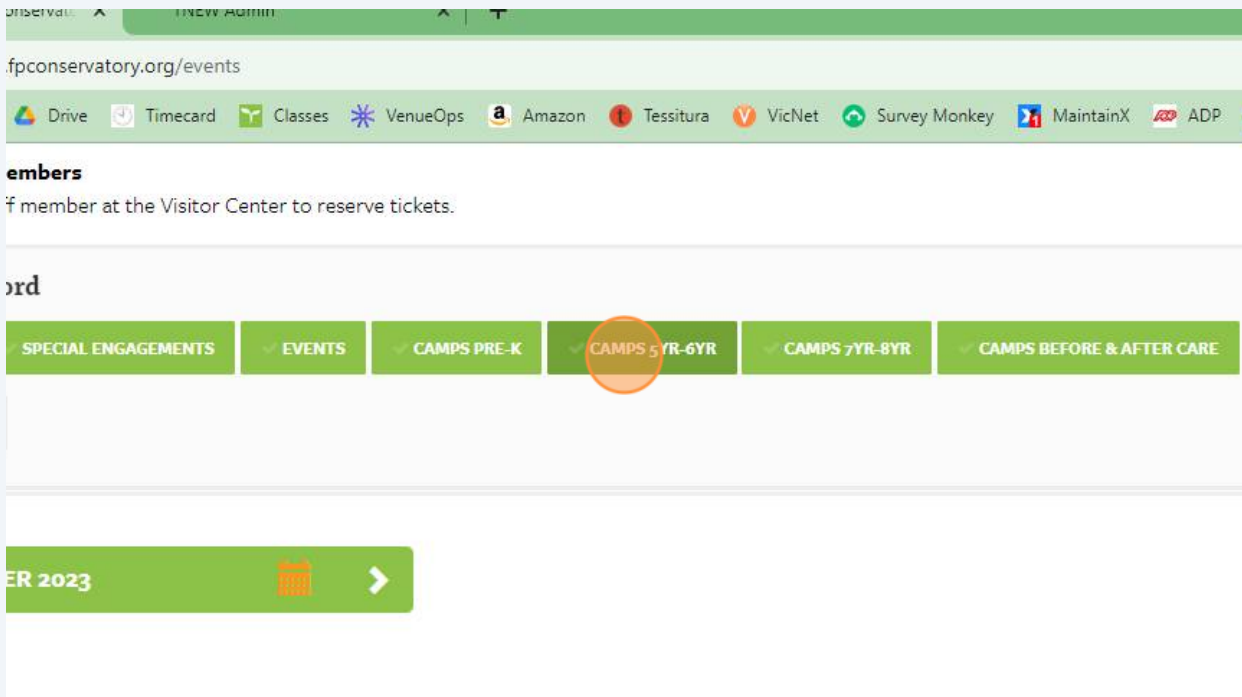 TNEW Admin
.fpconservatory.org/events
Drive Timecard Classes VenueOps Amazon Tessitura VicNet Survey Monkey MaintainX ADP
embers
ff member at the Visitor Center to reserve tickets.
ord
SPECIAL ENGAGEMENTS EVENTS CAMPS PRE-K CAMPS 5YR-6YR CAMPS 7YR-8YR CAMPS BEFORE & AFTER CARE
ER 2023